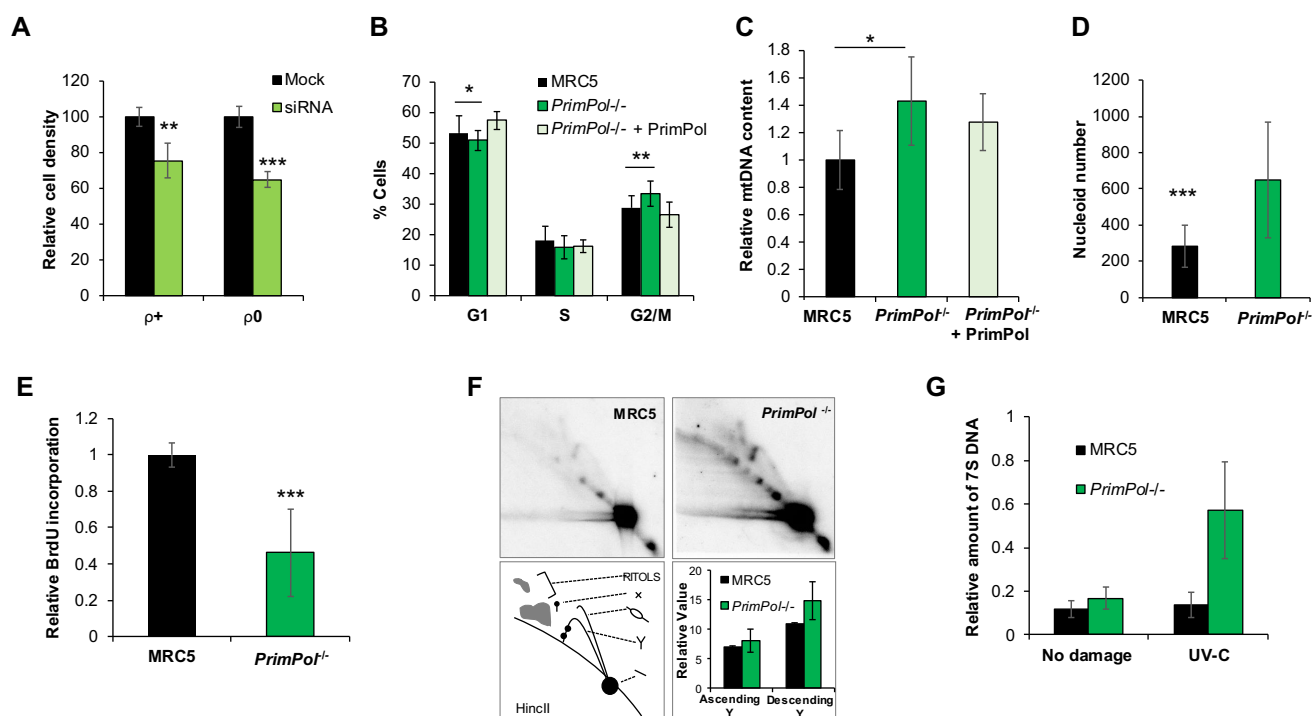 A
Relative cell density
120
100
80
60
40
20
0
Mock
siRNA
**
***
ρ+
ρ0
B
% Cells
70
60
50
40
30
20
10
0
MRC5
PrimPol-/-
PrimPol-/- + PrimPol
*
**
G1
S
G2/M
C
Relative mtDNA content
1.8
1.6
1.4
1.2
1
0.8
0.6
0.4
0.2
0
*
MRC5
PrimPol-/-
PrimPol-/-
+ PrimPol
D
Nucleoid number
1200
1000
800
600
400
200
0
***
MRC5
PrimPol-/-
E
Relative BrdU incorporation
1.2
1
0.8
0.6
0.4
0.2
0
***
MRC5
PrimPol-/-
F
MRC5
PrimPol -/-
RITOLS
HincII
Relative Value
20
15
10
5
0
MRC5
PrimPol-/-
Ascending
Y
Descending
Y
G
Relative amount of 7S DNA
1
0.8
0.6
0.4
0.2
0
MRC5
PrimPol-/-
No damage
UV-C